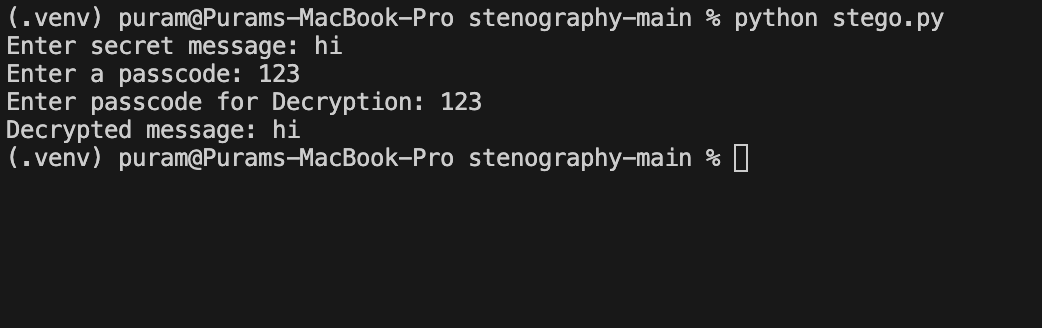 (.venv) puram@Purams-MacBook-Pro stenography-main % python stego.py
Enter secret message: hi
Enter a passcode: 123
Enter passcode for Decryption: 123
Decrypted message: hi
(.venv) puram@Purams-MacBook-Pro stenography-main %